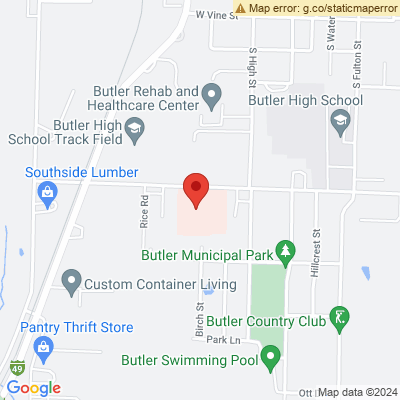 Map error: g.co/staticmaperror
W Vine St
S Water
S High St
S Fulton St
Butler Rehab and
Healthcare Center
Butler High School
Butler High
School Track Field
Southside Lumber
Rice Rd
Hillcrest St
Butler Municipal Park
Custom Container Living
Birch St
Butler Country Club
Pantry Thrift Store
Park Ln
Butler Swimming Pool
49
Google
Ott
Map data ©2024